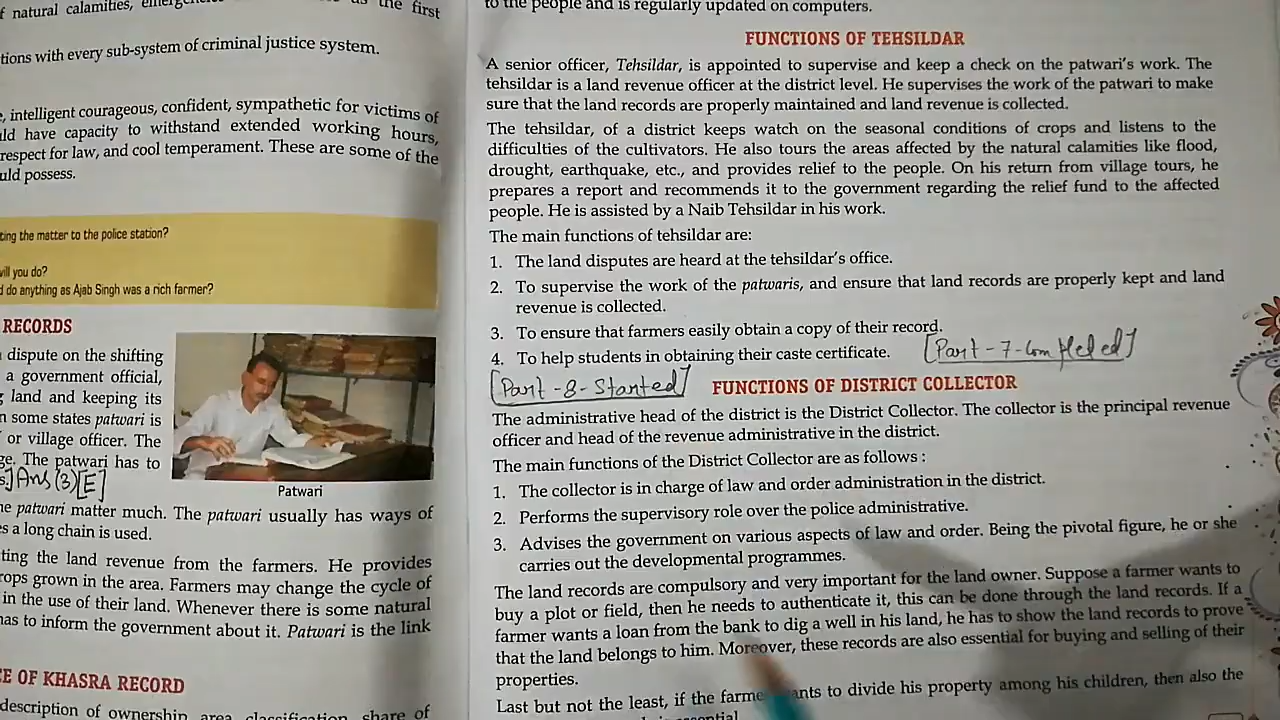 f natural calamities,
the first
tions with every sub-system of criminal justice system.
, intelligent courageous, confident, sympathetic for victims of
uld have capacity to withstand extended working hours,
respect for law, and cool temperament. These are some of the
uld possess.
ting the matter to the police station?
will you do?
d do anything as Ajab Singh was a rich farmer?
RECORDS
dispute on the shifting
a government official,
g land and keeping its
n some states patwari is
or village officer. The
ge. The patwari has to
s.] Ans (3) [E]
Patwari
he patwari matter much. The patwari usually has ways of
es a long chain is used.
ting the land revenue from the farmers. He provides
rops grown in the area. Farmers may change the cycle of
in the use of their land. Whenever there is some natural
has to inform the government about it. Patwari is the link
CE OF KHASRA RECORD
description of ownership, area, classification, share of
to the people and is regularly updated on computers.
FUNCTIONS OF TEHSILDAR
A senior officer, Tehsildar, is appointed to supervise and keep a check on the patwari's work. The
tehsildar is a land revenue officer at the district level. He supervises the work of the patwari to make
sure that the land records are properly maintained and land revenue is collected.
The tehsildar, of a district keeps watch on the seasonal conditions of crops and listens to the
difficulties of the cultivators. He also tours the areas affected by the natural calamities like flood,
drought, earthquake, etc., and provides relief to the people. On his return from village tours, he
prepares a report and recommends it to the government regarding the relief fund to the affected
people. He is assisted by a Naib Tehsildar in his work.
The main functions of tehsildar are:
1. The land disputes are heard at the tehsildar's office.
2. To supervise the work of the patwaris, and ensure that land records are properly kept and land
revenue is collected.
3. To ensure that farmers easily obtain a copy of their record.
4. To help students in obtaining their caste certificate.
[Part-7-Completed]
[Part-8-Started]
FUNCTIONS OF DISTRICT COLLECTOR
The administrative head of the district is the District Collector. The collector is the principal revenue
officer and head of the revenue administrative in the district.
The main functions of the District Collector are as follows :
1. The collector is in charge of law and order administration in the district.
2. Performs the supervisory role over the police administrative.
3. Advises the government on various aspects of law and order. Being the pivotal figure, he or she
carries out the developmental programmes.
The land records are compulsory and very important for the land owner. Suppose a farmer wants to
buy a plot or field, then he needs to authenticate it, this can be done through the land records. If a
farmer wants a loan from the bank to dig a well in his land, he has to show the land records to prove
that the land belongs to him. Moreover, these records are also essential for buying and selling of their
properties.
Last but not the least, if the farme ants to divide his property among his children, then also the